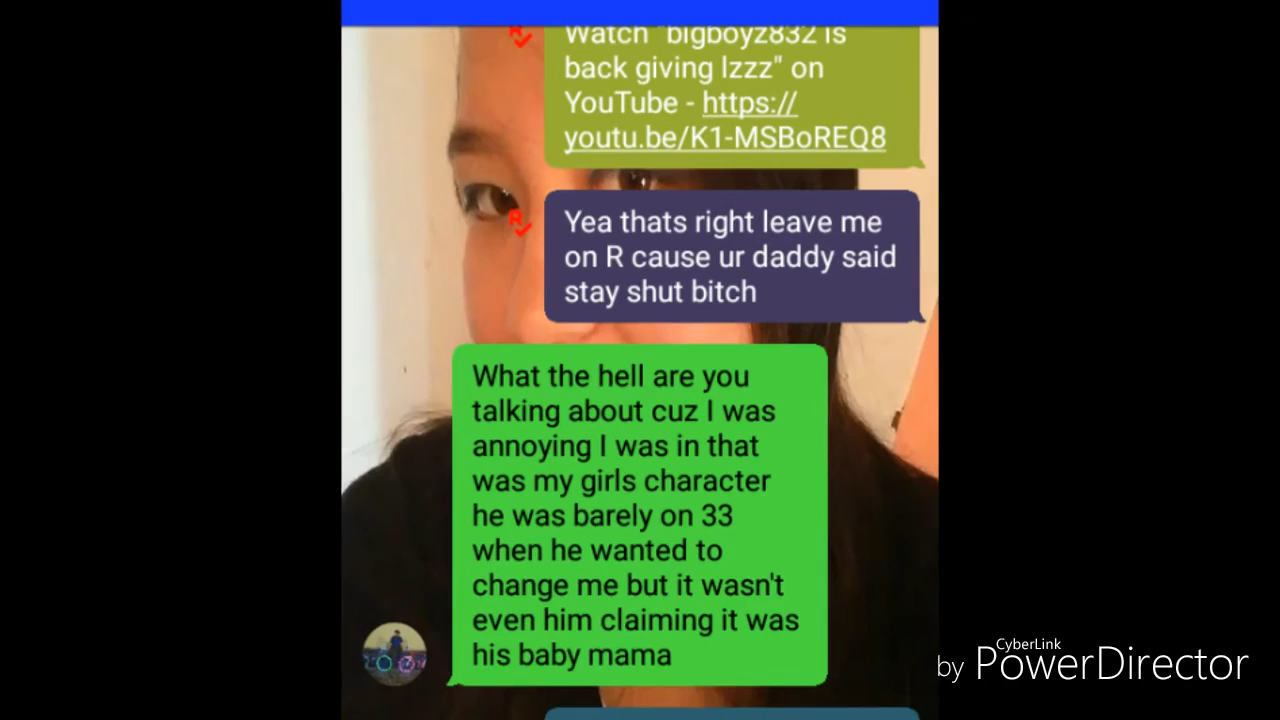 Watch "bigboyz832 is
back giving lzzz" on
YouTube - https://
youtu.be/K1-MSBoREQ8
R
Yea thats right leave me
on R cause ur daddy said
stay shut bitch
R
What the hell are you
talking about cuz I was
annoying I was in that
was my girls character
he was barely on 33
when he wanted to
change me but it wasn't
even him claiming it was
his baby mama
by CyberLink
PowerDirector